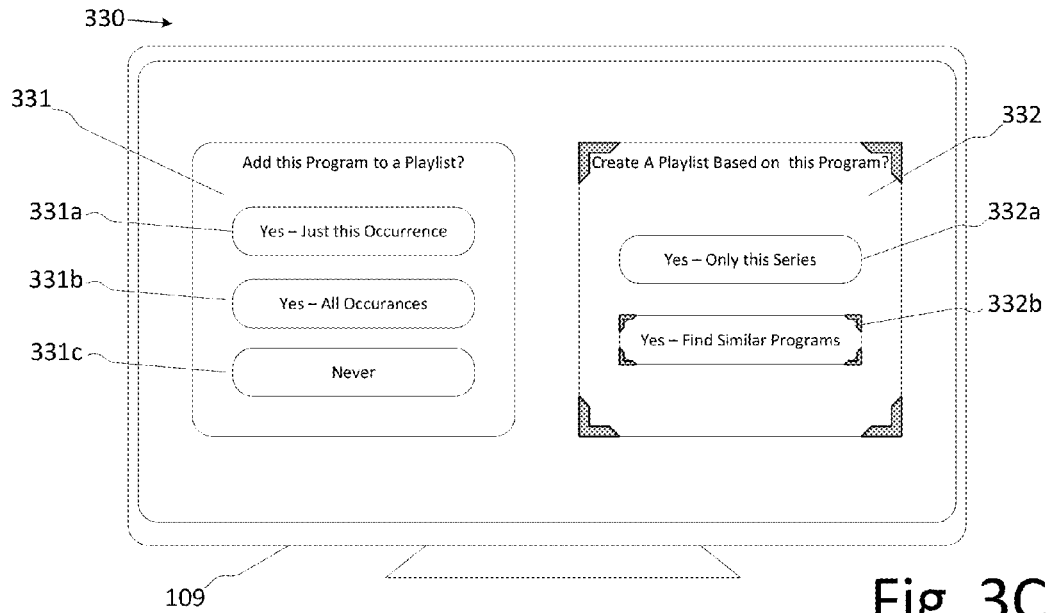 330
331
Add this Program to a Playlist?
331a
Yes – Just this Occurrence
331b
Yes – All Occurances
331c
Never
332
Create A Playlist Based on this Program?
332a
Yes – Only this Series
332b
Yes – Find Similar Programs
109
Fig. 3C